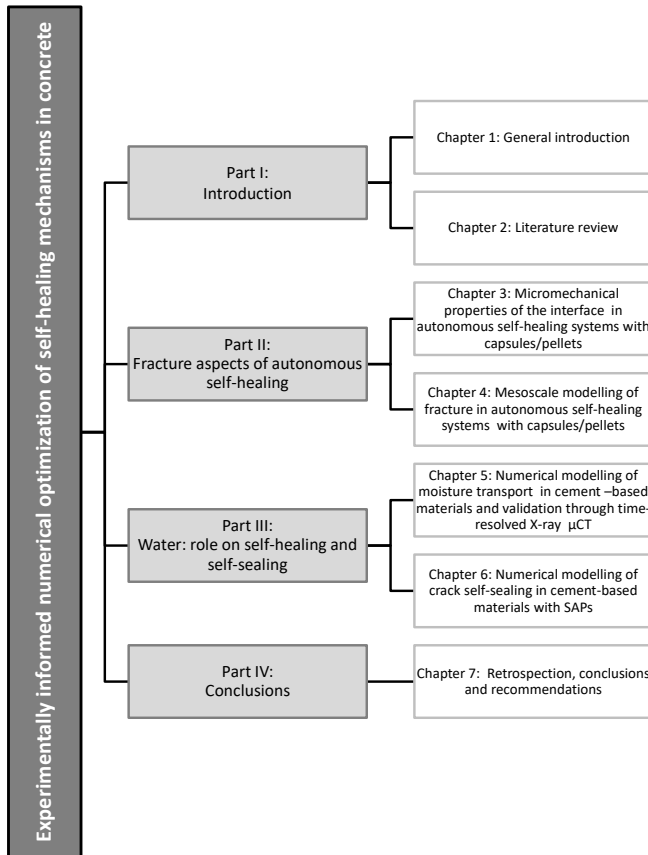 Experimentally informed numerical optimization of self-healing mechanisms in concrete
Part I:
Introduction
Chapter 1: General introduction
Chapter 2: Literature review
Part II:
Fracture aspects of autonomous
self-healing
Chapter 3: Micromechanical
properties of the interface in
autonomous self-healing systems with
capsules/pellets
Chapter 4: Mesoscale modelling of
fracture in autonomous self-healing
systems with capsules/pellets
Part III:
Water: role on self-healing and
self-sealing
Chapter 5: Numerical modelling of
moisture transport in cement –based
materials and validation through time-
resolved X-ray μCT
Chapter 6: Numerical modelling of
crack self-sealing in cement-based
materials with SAPs
Part IV:
Conclusions
Chapter 7: Retrospection, conclusions
and recommendations